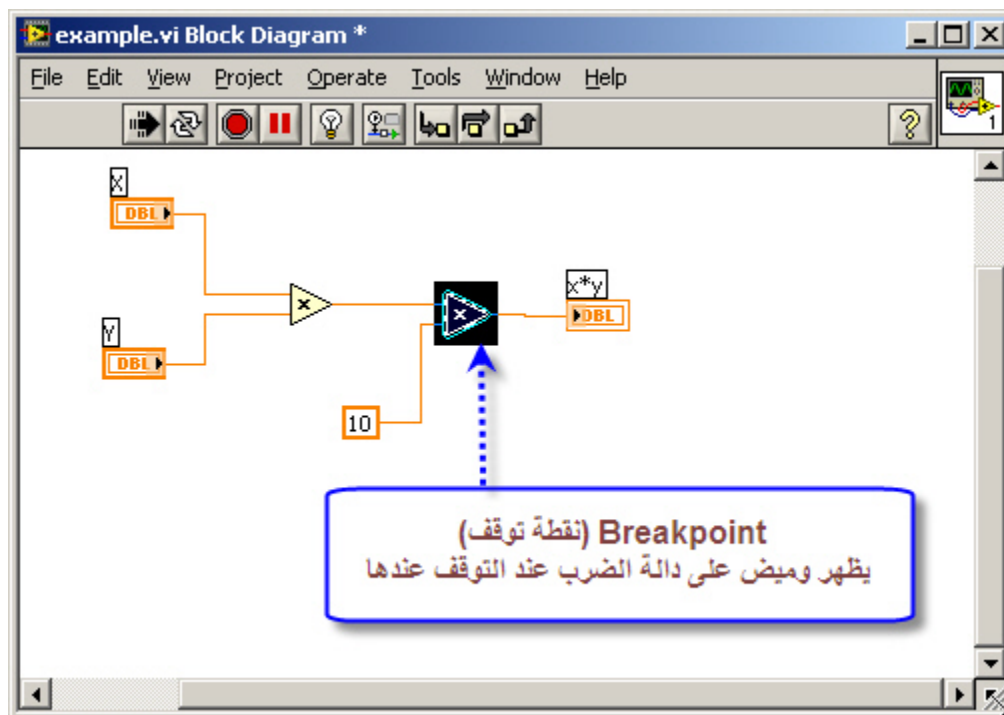 example.vi Block Diagram *
File Edit View Project Operate Tools Window Help
1
X
DBL
Y
DBL
x
x
x*y
DBL
10
Breakpoint (نقطة توقف)
يظهر وميض على دالة الضرب عند التوقف عندها